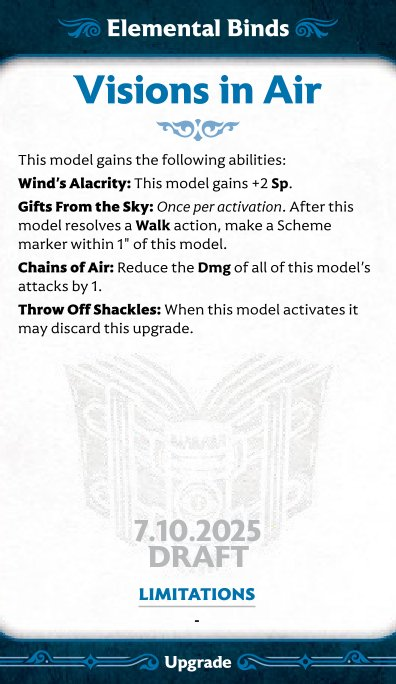 Elemental Binds
Visions in Air
This model gains the following abilities:
Wind's Alacrity: This model gains +2 Sp.
Gifts From the Sky: Once per activation. After this
model resolves a Walk action, make a Scheme
marker within 1" of this model.
Chains of Air: Reduce the Dmg of all of this model's
attacks by 1.
Throw Off Shackles: When this model activates it
may discard this upgrade.
7.10.2025
DRAFT
LIMITATIONS
-
Upgrade